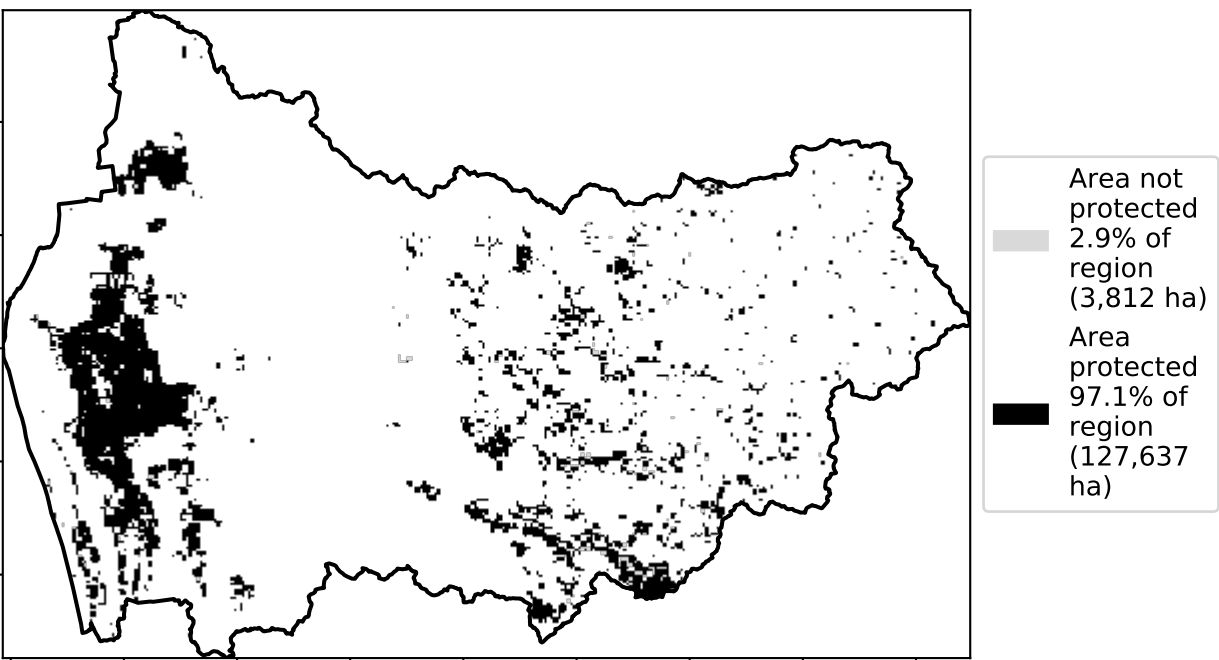 Area not
protected
2.9% of
region
(3,812 ha)
Area
protected
97.1% of
region
(127,637
ha)